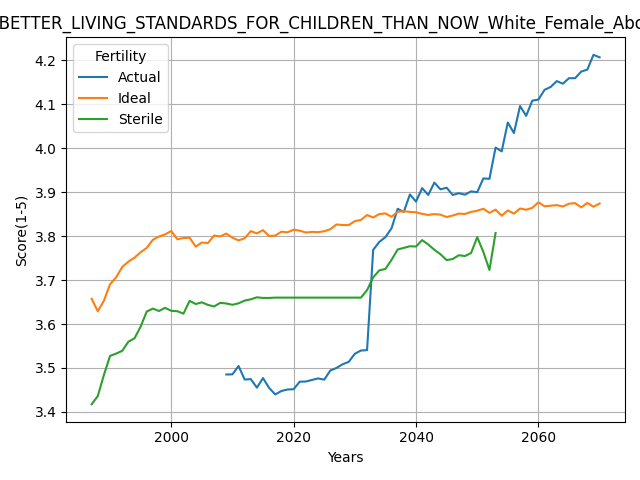 BETTER_LIVING_STANDARDS_FOR_CHILDREN_THAN_NOW_White_Female_Abo
Fertility
Actual
Ideal
Sterile
4.2
4.1
4.0
3.9
3.8
3.7
3.6
3.5
3.4
Score(1-5)
2000 2020 2040 2060
Years